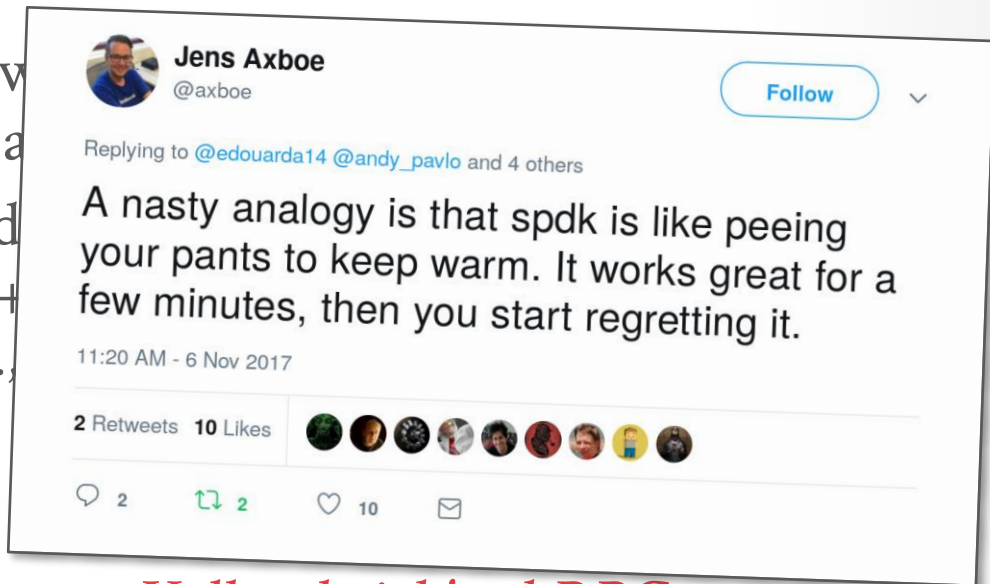 Jens Axboe
@axboe
Follow
Replying to @edouarda14 @andy_pavlo and 4 others
A nasty analogy is that spdk is like peeing
your pants to keep warm. It works great for a
few minutes, then you start regretting it.
11:20 AM - 6 Nov 2017
2 Retweets 10 Likes
2 2 10